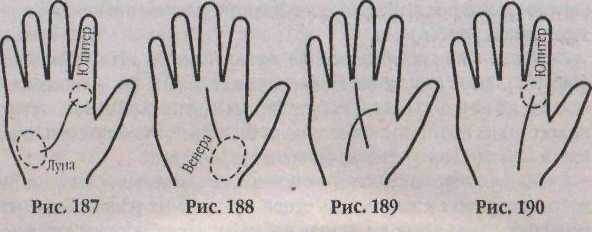 Юпитер
Луна
Рис. 187
Венера
Рис. 188
Рис. 189
Юпитер
Рис. 190